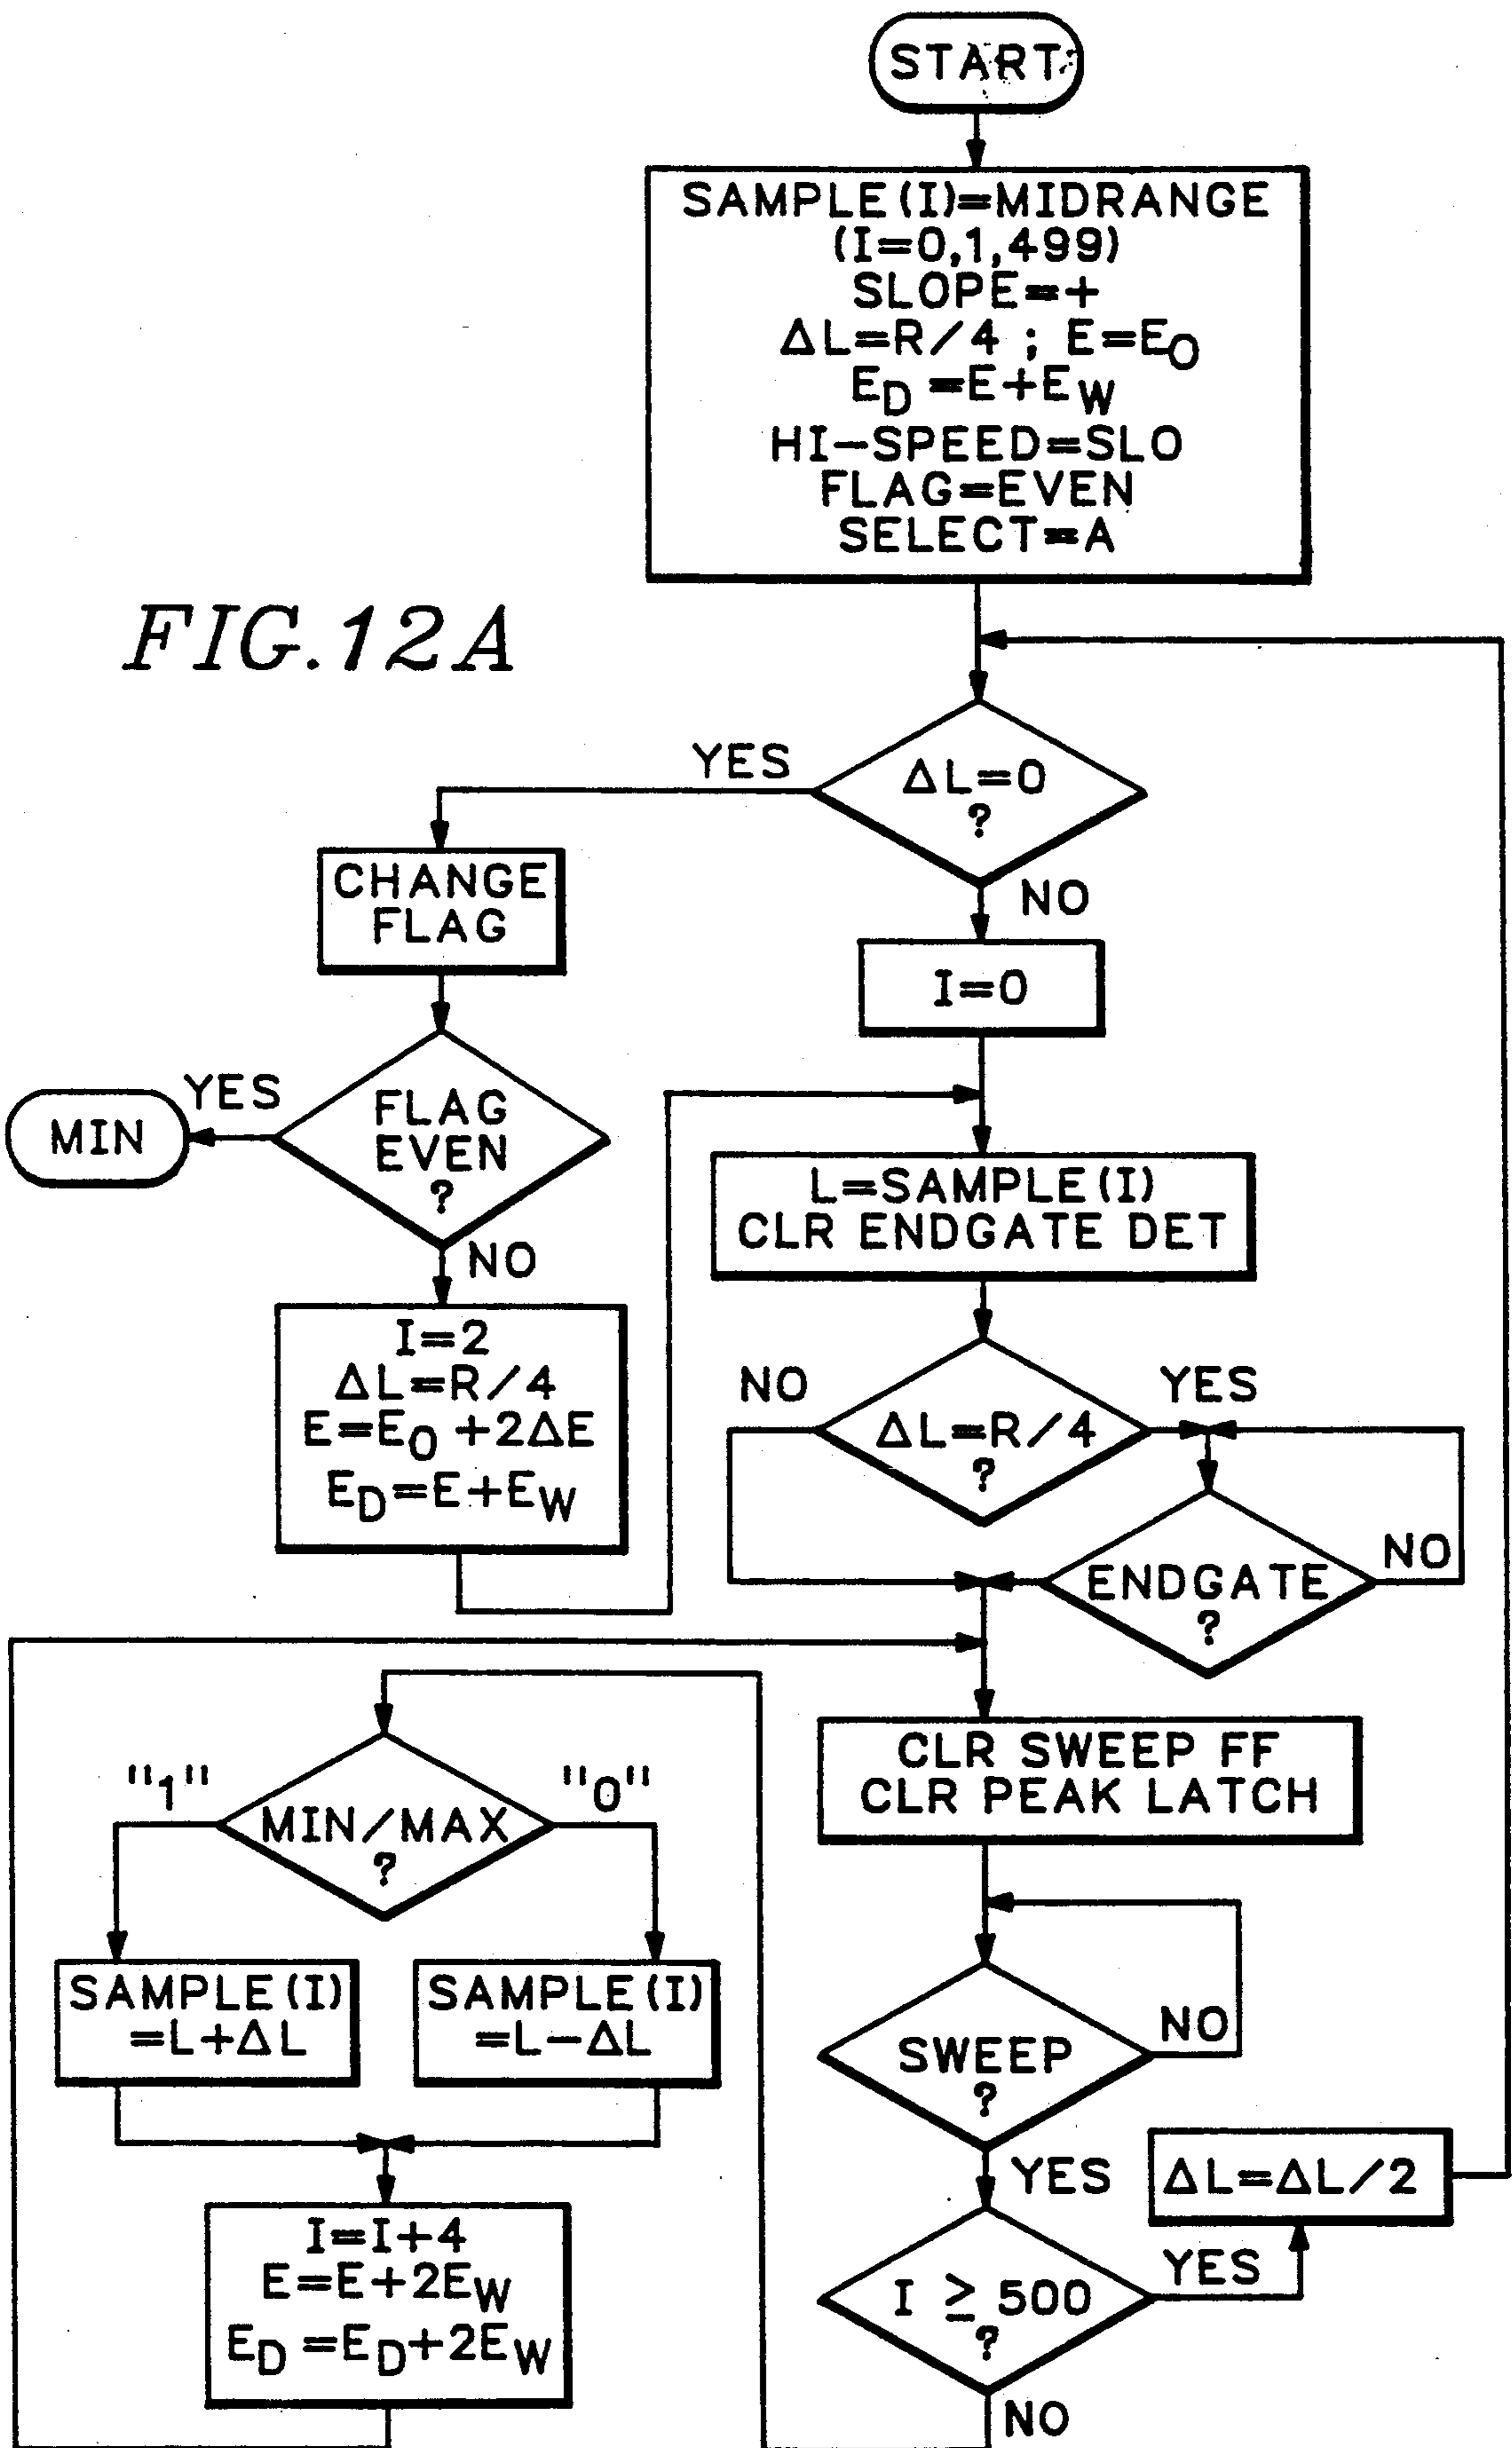 START
SAMPLE(I)=MIDRANGE
(I=0,1,499)
SLOPE=+
ΔL=R/4 ; E=E0
ED =E+EW
HI-SPEED=SLO
FLAG=EVEN
SELECT=A
FIG.12A
YES
ΔL=0
?
NO
CHANGE
FLAG
I=0
YES
MIN
FLAG
EVEN
?
NO
L=SAMPLE(I)
CLR ENDGATE DET
I=2
ΔL=R/4
E=E0 +2ΔE
ED=E+EW
NO
YES
ΔL=R/4
?
ENDGATE
?
NO
CLR SWEEP FF
CLR PEAK LATCH
"1"
"0"
MIN/MAX
?
SAMPLE(I)
=L+ΔL
SAMPLE(I)
=L-ΔL
SWEEP
?
NO
YES
ΔL=ΔL/2
I=I+4
E=E+2EW
ED =ED+2EW
I ≥ 500
?
YES
NO